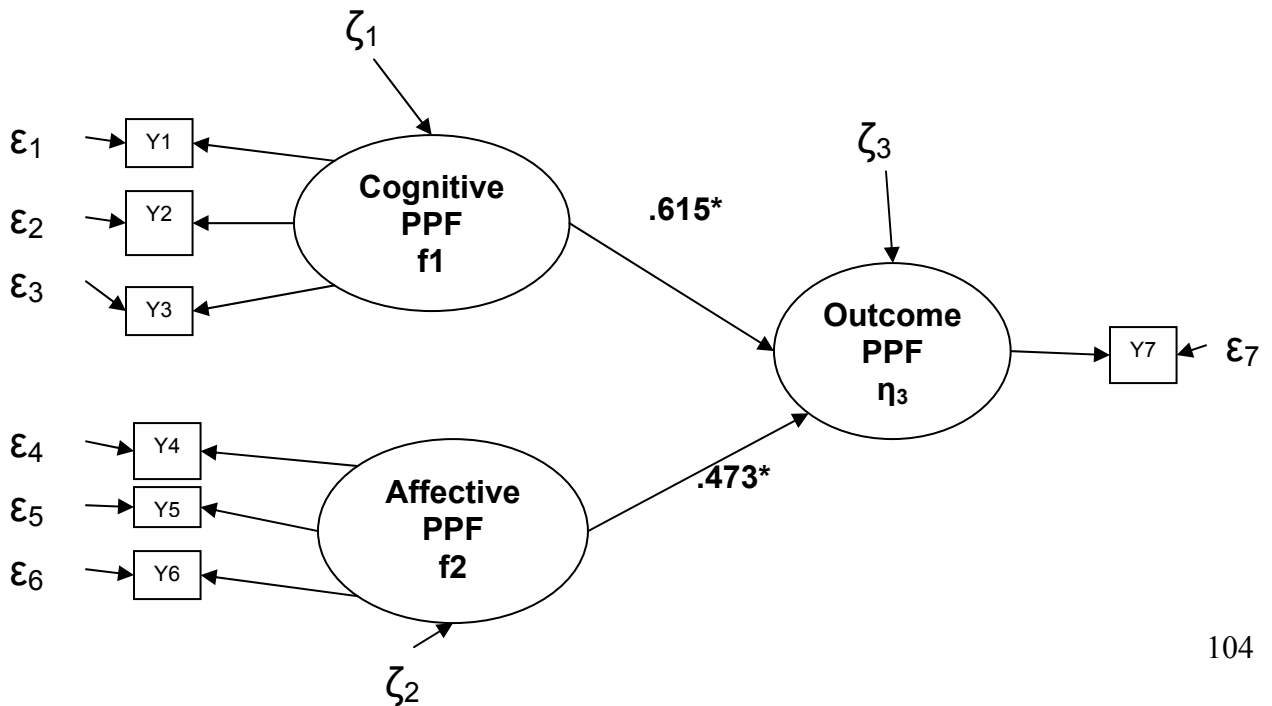 ζ1
ε1
Y1
Cognitive
PPF
f1
ε2
Y2
ε3
Y3
.615*
ζ3
Outcome
PPF
η3
Y7
ε7
ε4
Y4
ε5
Y5
ε6
Y6
Affective
PPF
f2
.473*
ζ2
104